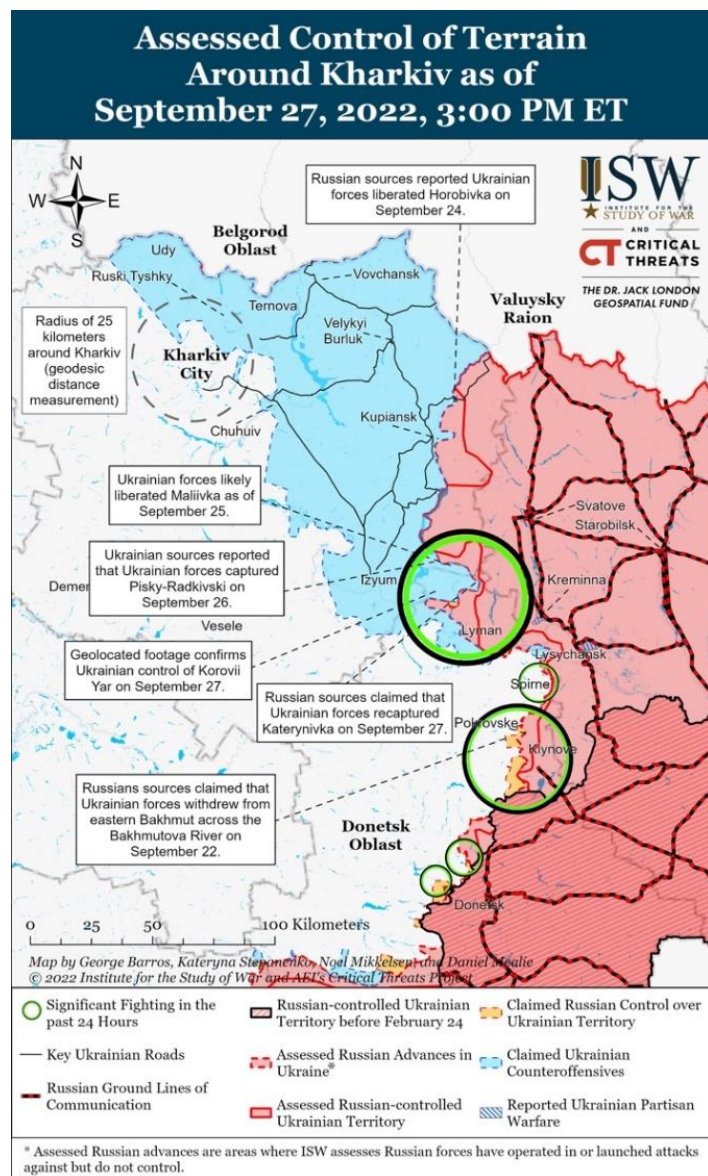 Assessed Control of Terrain
Around Kharkiv as of
September 27, 2022, 3:00 PM ET
N
W E
S
Russian sources reported Ukrainian
forces liberated Horobivka on
September 24.
ISW
INSTITUTE FOR THE
STUDY OF WAR
AND
CT CRITICAL
THREATS
THE DR. JACK LONDON
GEOSPATIAL FUND
Belgorod
Oblast
Udy
Ruski Tyshky
Vovchansk
Ternova
Valuysky
Raion
Radius of 25
kilometers
around Kharkiv
(geodesic
distance
measurement)
Velykyi
Burluk
Kharkiv
City
Chuhuiv
Kupiansk
Ukrainian forces likely
liberated Maliivka as of
September 25.
Svatove
Starobilsk
Ukrainian sources reported
that Ukrainian forces captured
Pisky-Radkivski on
September 26.
Izyum
Kreminna
Demer
Vesele
Lyman
Geolocated footage confirms
Ukrainian control of Korovii
Yar on September 27.
Lysychansk
Russian sources claimed that
Ukrainian forces recaptured
Katerynivka on September 27.
Spirne
Pokrovske
Klynove
Russians sources claimed that
Ukrainian forces withdrew from
eastern Bakhmut across the
Bakhmutova River on
September 22.
Donetsk
Oblast
Donetsk
0 25 50 100 Kilometers
Map by George Barros, Kateryna Stepanenko, Noel Mikkelsen, and Daniel Mealie
© 2022 Institute for the Study of War and AEI's Critical Threats Project
Significant Fighting in the
past 24 Hours
Key Ukrainian Roads
Russian Ground Lines of
Communication
Russian-controlled Ukrainian
Territory before February 24
Assessed Russian Advances in
Ukraine*
Assessed Russian-controlled
Ukrainian Territory
Claimed Russian Control over
Ukrainian Territory
Claimed Ukrainian
Counteroffensives
Reported Ukrainian Partisan
Warfare
* Assessed Russian advances are areas where ISW assesses Russian forces have operated in or launched attacks
against but do not control.